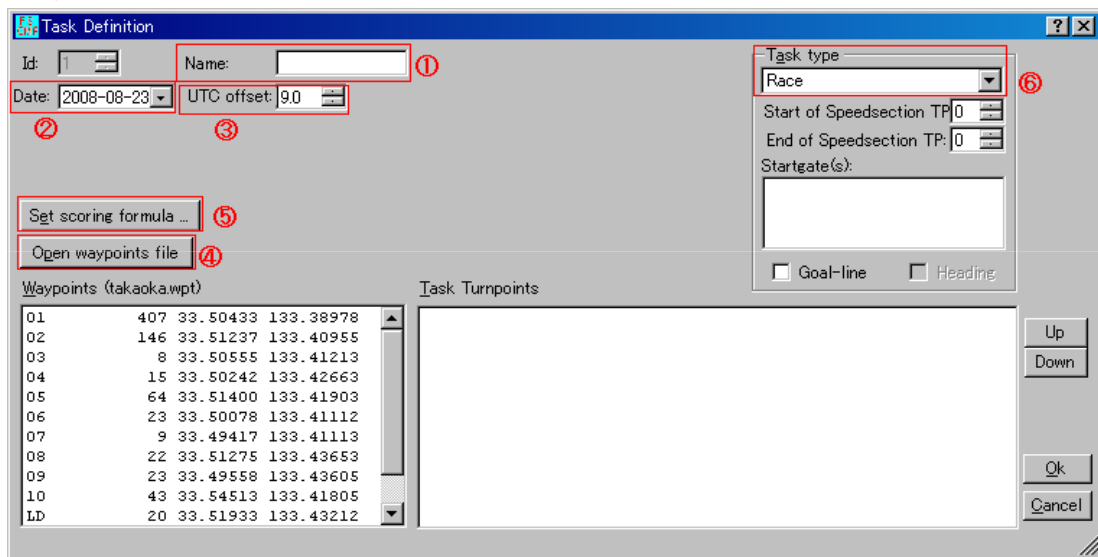 Task Definition
Id: 1 Name: ①
Date: 2008-08-23 UTC offset: 9.0
② ③
Task type
Race ⑥
Start of Speedsection TP 0
End of Speedsection TP: 0
Startgate(s):
Goal-line Heading
Set scoring formula ... ⑤
Open waypoints file ④
Waypoints (takaoka.wpt) Task Turnpoints
01 407 33.50433 133.38978
02 146 33.51237 133.40955
03 8 33.50555 133.41213
04 15 33.50242 133.42663
05 64 33.51400 133.41903
06 23 33.50078 133.41112
07 9 33.49417 133.41113
08 22 33.51275 133.43653
09 23 33.49558 133.43605
10 43 33.54513 133.41805
LD 20 33.51933 133.43212
Up
Down
Ok
Cancel